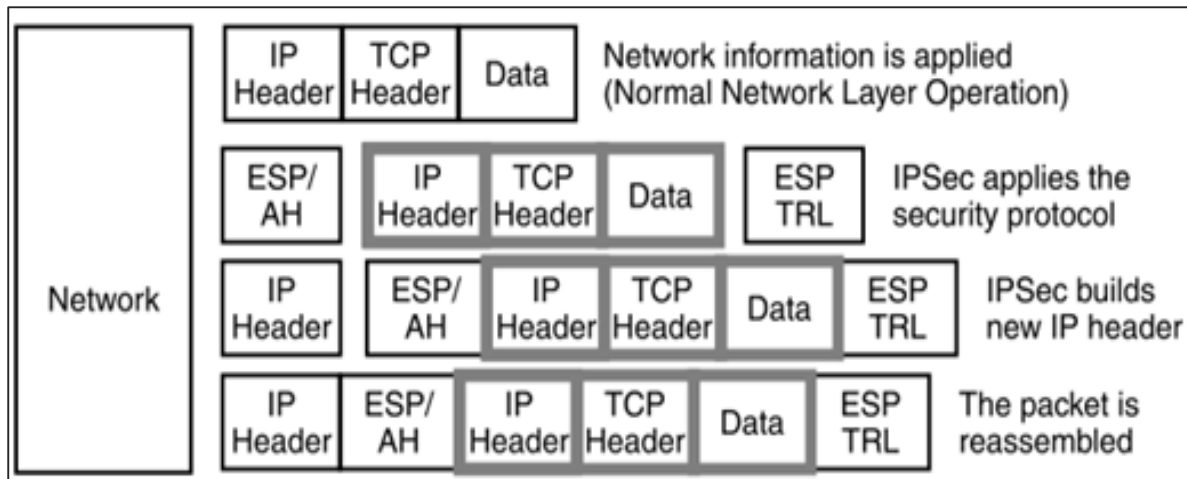 Network
IP TCP Data Network information is applied
Header Header (Normal Network Layer Operation)
ESP/ IP TCP Data ESP IPSec applies the
AH Header Header TRL security protocol
IP ESP/ IP TCP Data ESP IPSec builds
Header AH Header Header TRL new IP header
IP ESP/ IP TCP Data ESP The packet is
Header AH Header Header TRL reassembled